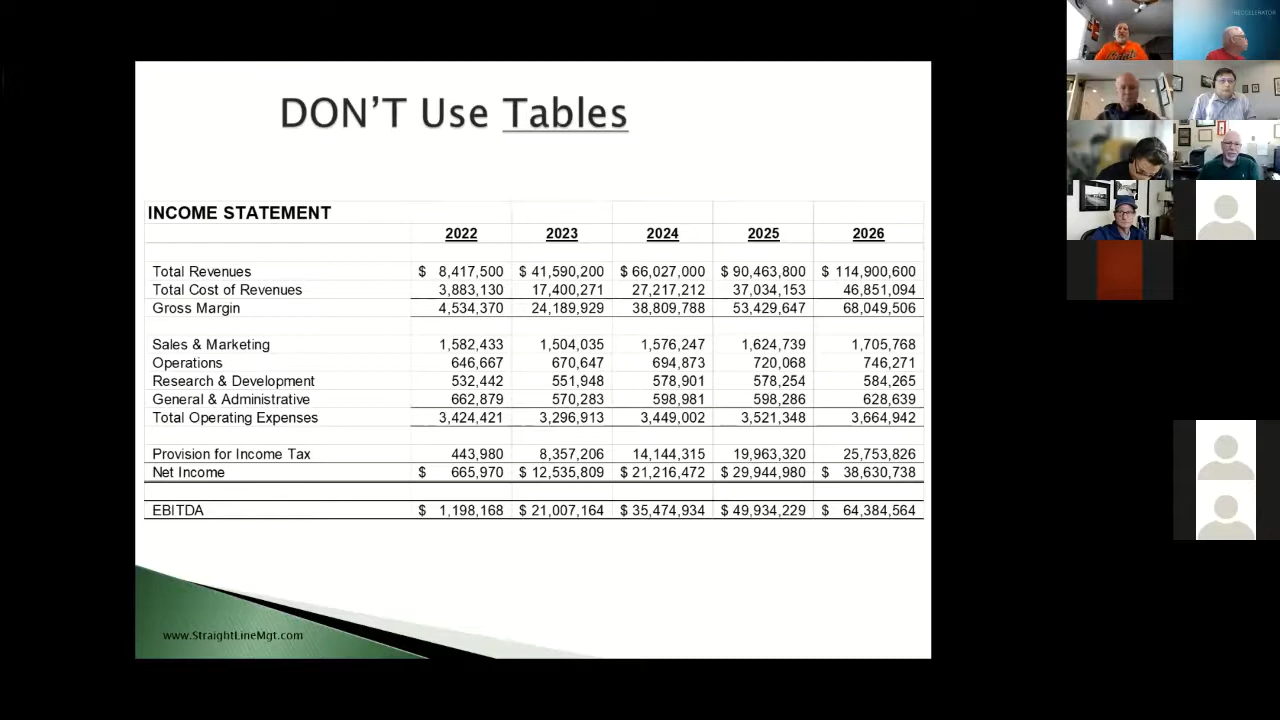 DON'T Use Tables
INCOME STATEMENT
2022 2023 2024 2025 2026
Total Revenues $ 8,417,500 $ 41,590,200 $ 66,027,000 $ 90,463,800 $ 114,900,600
Total Cost of Revenues 3,883,130 17,400,271 27,217,212 37,034,153 46,851,094
Gross Margin 4,534,370 24,189,929 38,809,788 53,429,647 68,049,506
Sales & Marketing 1,582,433 1,504,035 1,576,247 1,624,739 1,705,768
Operations 646,667 670,647 694,873 720,068 746,271
Research & Development 532,442 551,948 578,901 578,254 584,265
General & Administrative 662,879 570,283 598,981 598,286 628,639
Total Operating Expenses 3,424,421 3,296,913 3,449,002 3,521,348 3,664,942
Provision for Income Tax 443,980 8,357,206 14,144,315 19,963,320 25,753,826
Net Income $ 665,970 $ 12,535,809 $ 21,216,472 $ 29,944,980 $ 38,630,738
EBITDA $ 1,198,168 $ 21,007,164 $ 35,474,934 $ 49,934,229 $ 64,384,564
www.StraightLineMgt.com